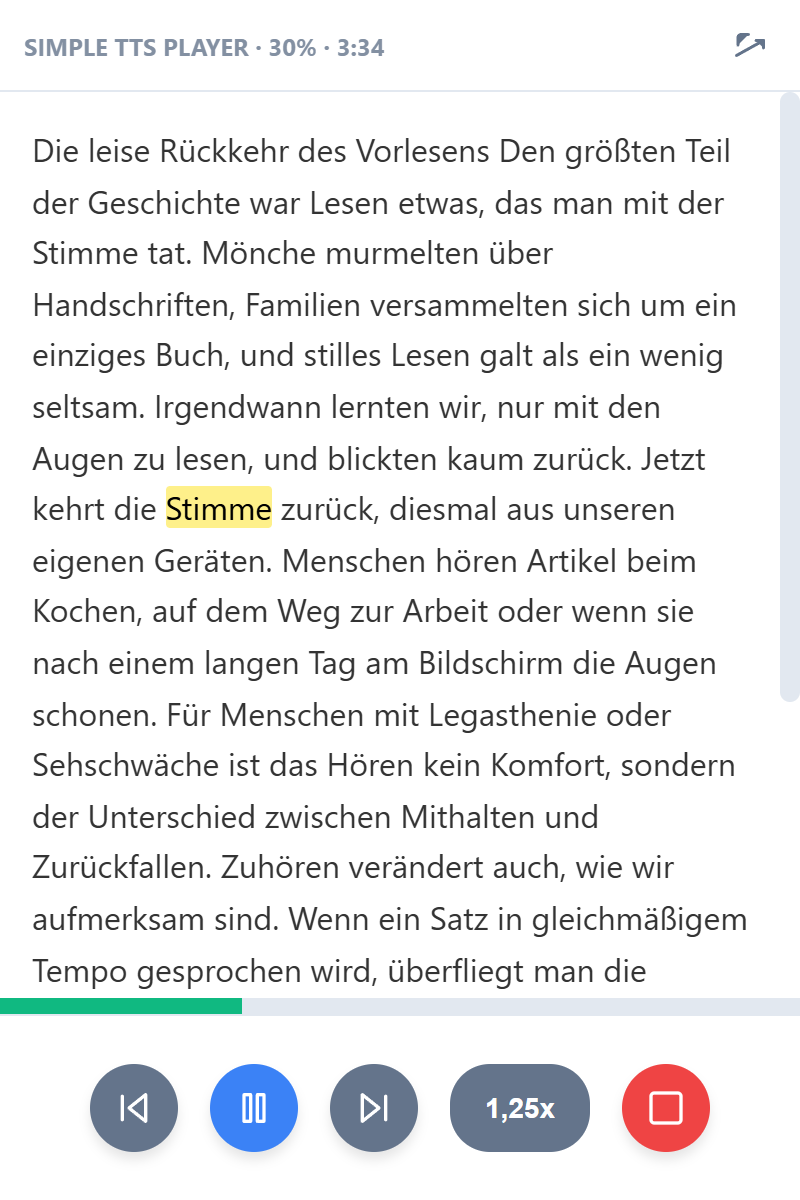 SIMPLE TTS PLAYER · 30% · 3:34
Die leise Rückkehr des Vorlesens Den größten Teil
der Geschichte war Lesen etwas, das man mit der
Stimme tat. Mönche murmelten über
Handschriften, Familien versammelten sich um ein
einziges Buch, und stilles Lesen galt als ein wenig
seltsam. Irgendwann lernten wir, nur mit den
Augen zu lesen, und blickten kaum zurück. Jetzt
kehrt die Stimme zurück, diesmal aus unseren
eigenen Geräten. Menschen hören Artikel beim
Kochen, auf dem Weg zur Arbeit oder wenn sie
nach einem langen Tag am Bildschirm die Augen
schonen. Für Menschen mit Legasthenie oder
Sehschwäche ist das Hören kein Komfort, sondern
der Unterschied zwischen Mithalten und
Zurückfallen. Zuhören verändert auch, wie wir
aufmerksam sind. Wenn ein Satz in gleichmäßigem
Tempo gesprochen wird, überfliegt man die
1,25x